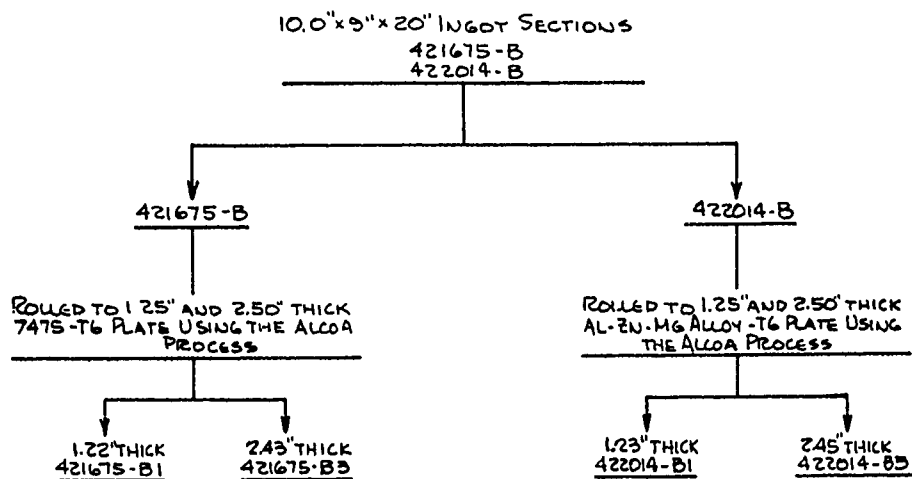 10.0"x9"x20" INGOT SECTIONS
421675-B
422014-B
421675-B
422014-B
ROLLED TO 1.25" AND 2.50" THICK
7475-T6 PLATE USING THE ALCOA
PROCESS
ROLLED TO 1.25" AND 2.50" THICK
AL-ZN-MG ALLOY-T6 PLATE USING
THE ALCOA PROCESS
1.22" THICK
421675-B1
2.43" THICK
421675-B3
1.23" THICK
422014-B1
2.45" THICK
422014-B3